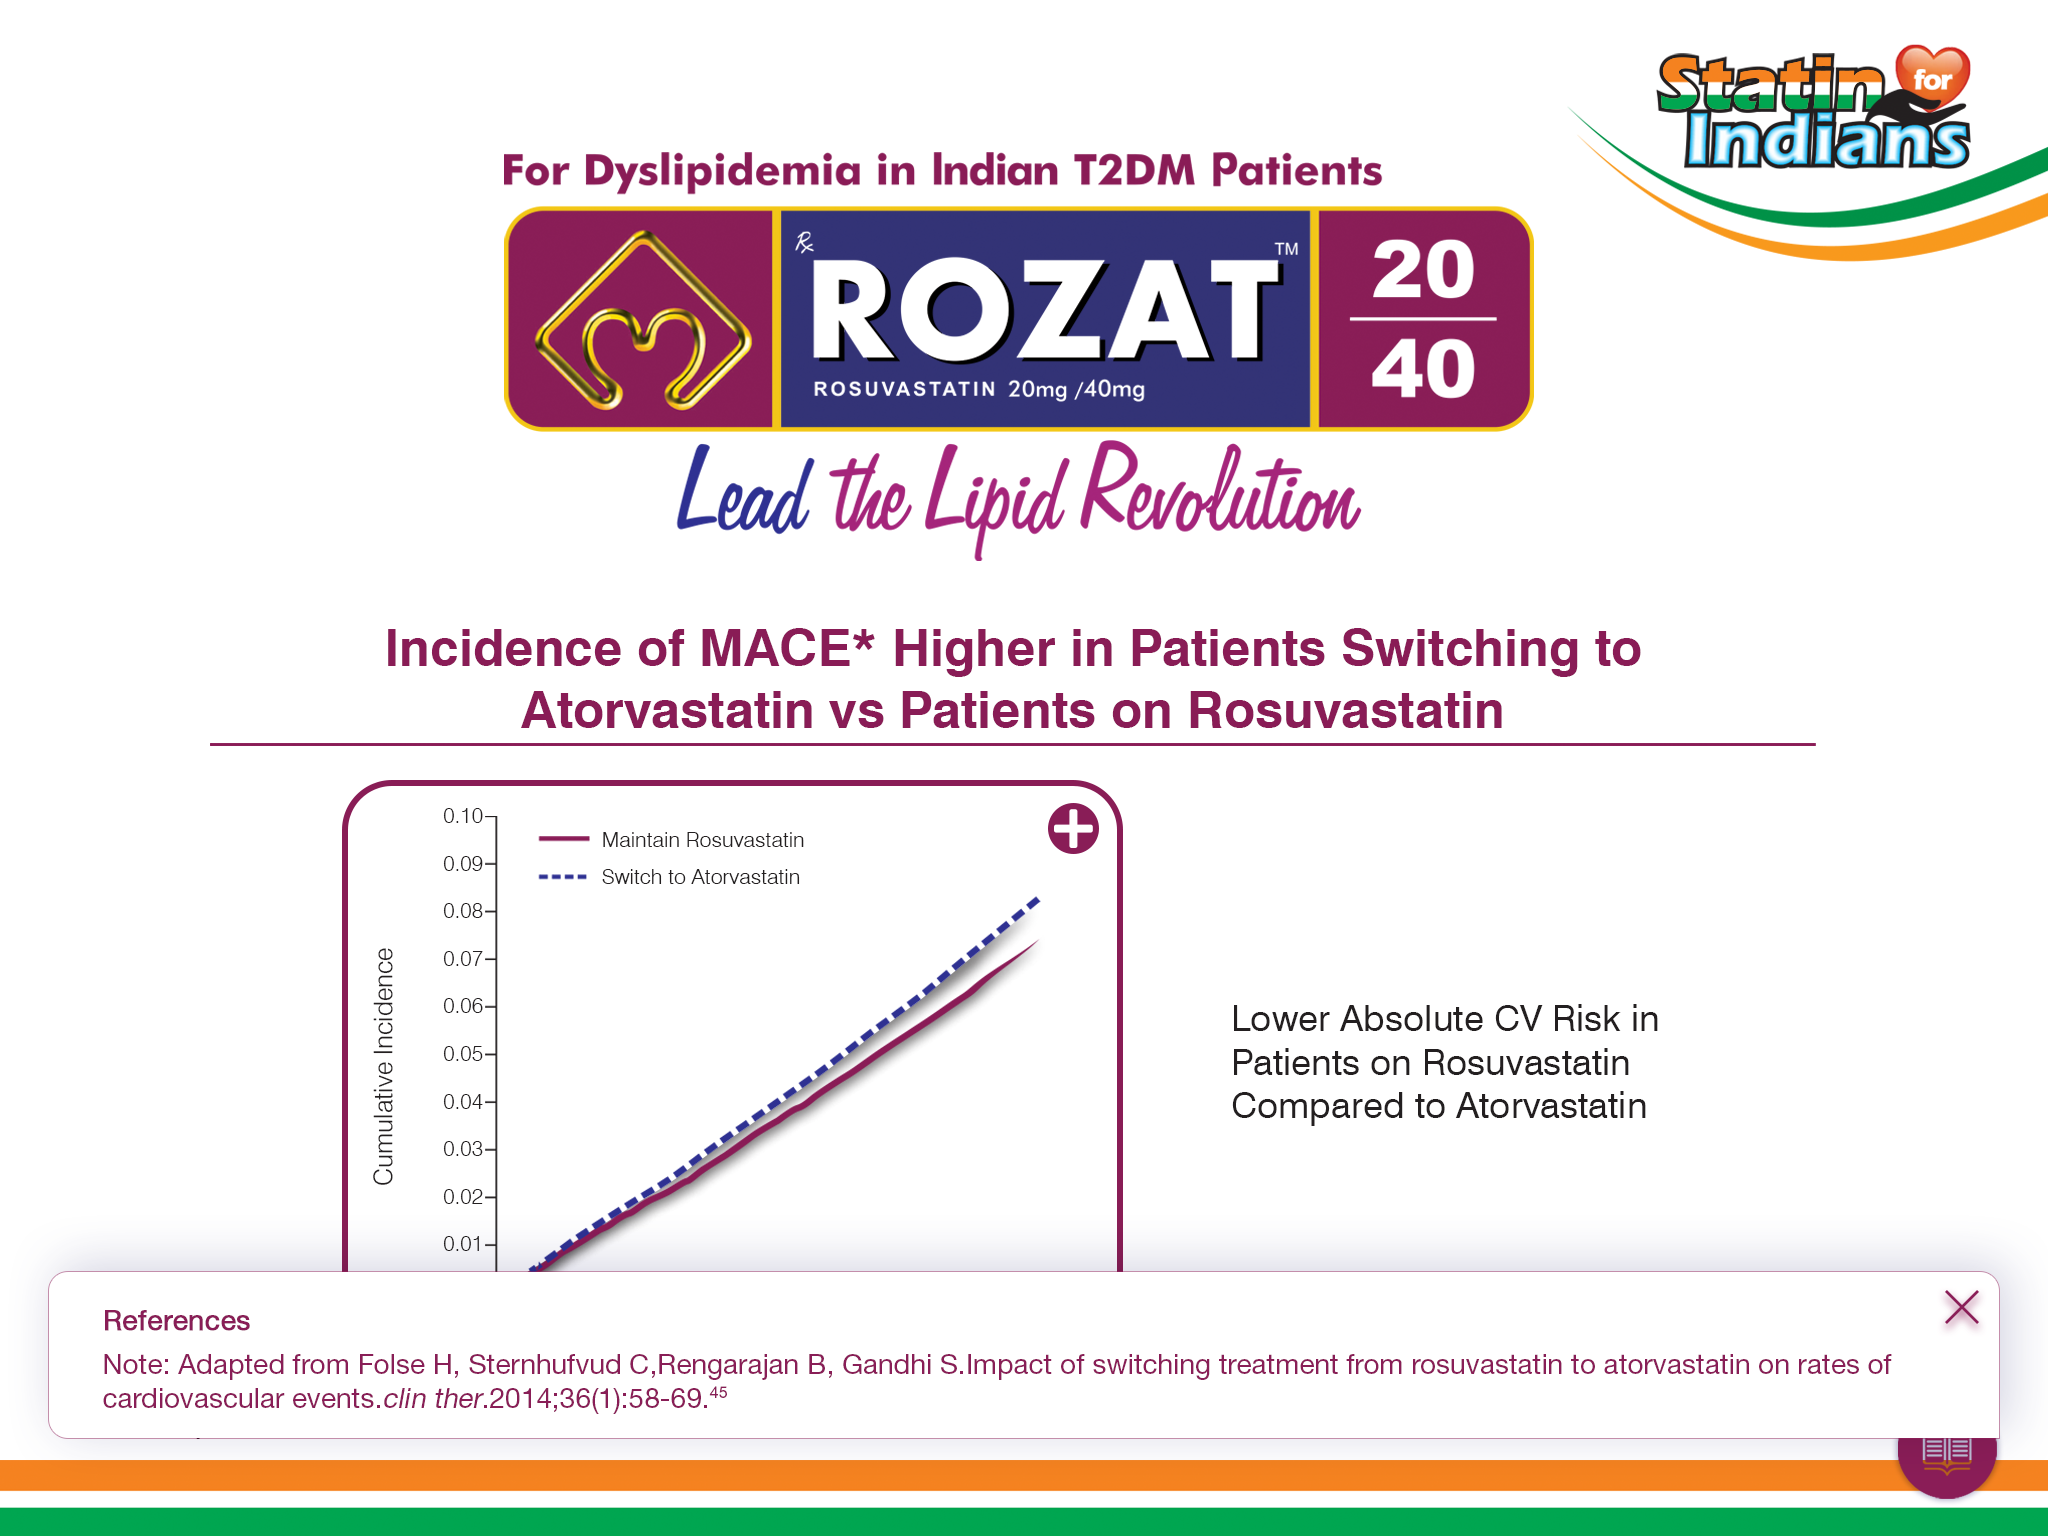 Statin for
Indians
For Dyslipidemia in Indian T2DM Patients
Rx
ROZAT™
ROSUVASTATIN 20mg /40mg
20
40
Lead the Lipid Revolution
Incidence of MACE* Higher in Patients Switching to
Atorvastatin vs Patients on Rosuvastatin
0.10
0.09
0.08
0.07
0.06
0.05
0.04
0.03
0.02
0.01
Cumulative Incidence
Maintain Rosuvastatin
Switch to Atorvastatin
Lower Absolute CV Risk in
Patients on Rosuvastatin
Compared to Atorvastatin
References
Note: Adapted from Folse H, Sternhufvud C,Rengarajan B, Gandhi S.Impact of switching treatment from rosuvastatin to atorvastatin on rates of
cardiovascular events.clin ther.2014;36(1):58-69.⁴⁵